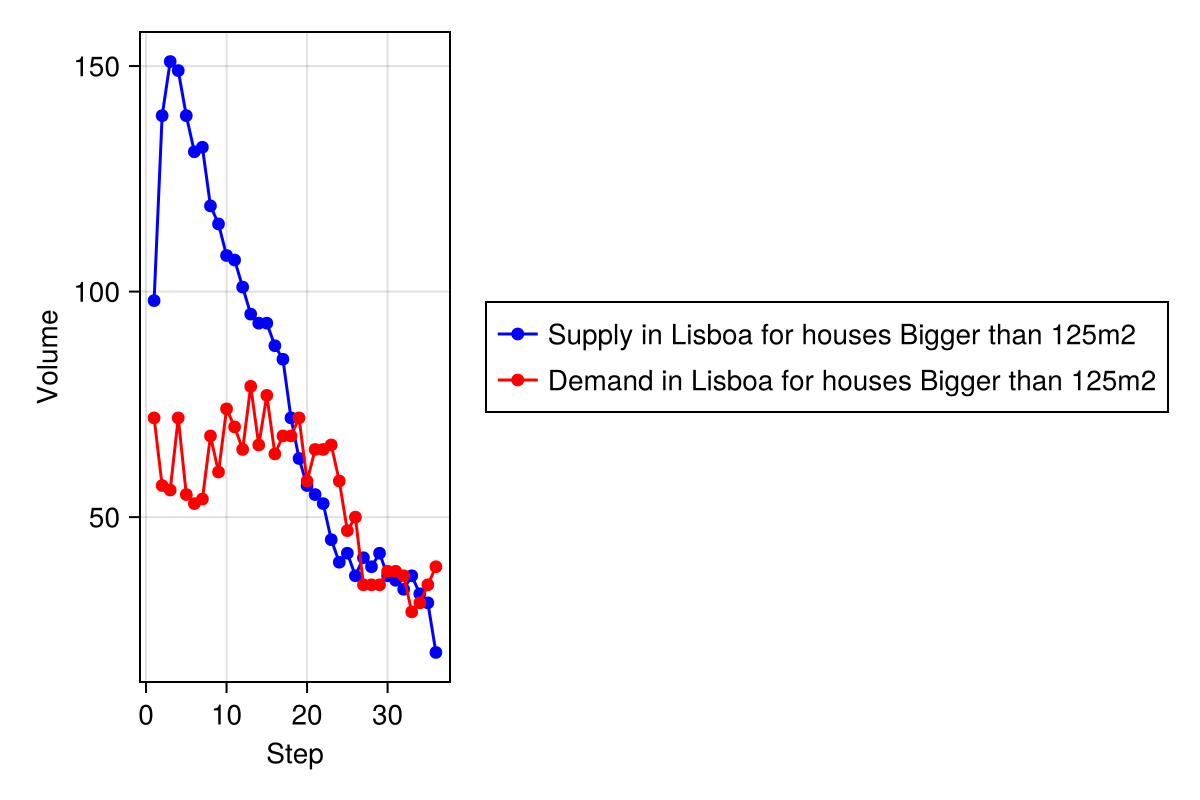 150
100
50
Volume
0 10 20 30
Step
Supply in Lisboa for houses Bigger than 125m2
Demand in Lisboa for houses Bigger than 125m2